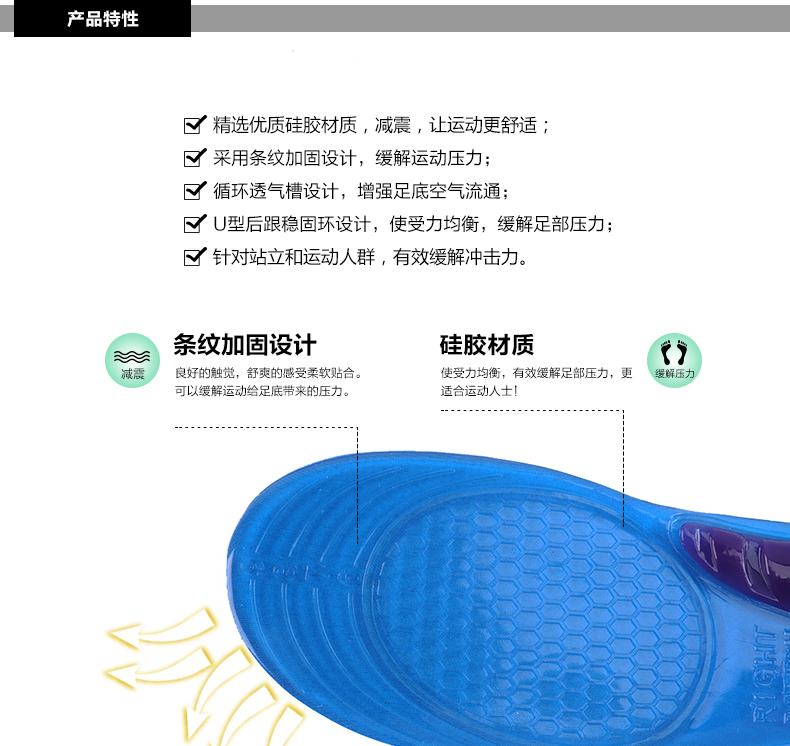 产品特性
精选优质硅胶材质，减震，让运动更舒适；
采用条纹加固设计，缓解运动压力；
循环透气槽设计，增强足底空气流通；
U型后跟稳固环设计，使受力均衡，缓解足部压力；
针对站立和运动人群，有效缓解冲击力。
减震
条纹加固设计
良好的触觉，舒爽的感受柔软贴合。
可以缓解运动给足底带来的压力。
硅胶材质
使受力均衡，有效缓解足部压力，更
适合运动人士！
缓解压力
RIGHT